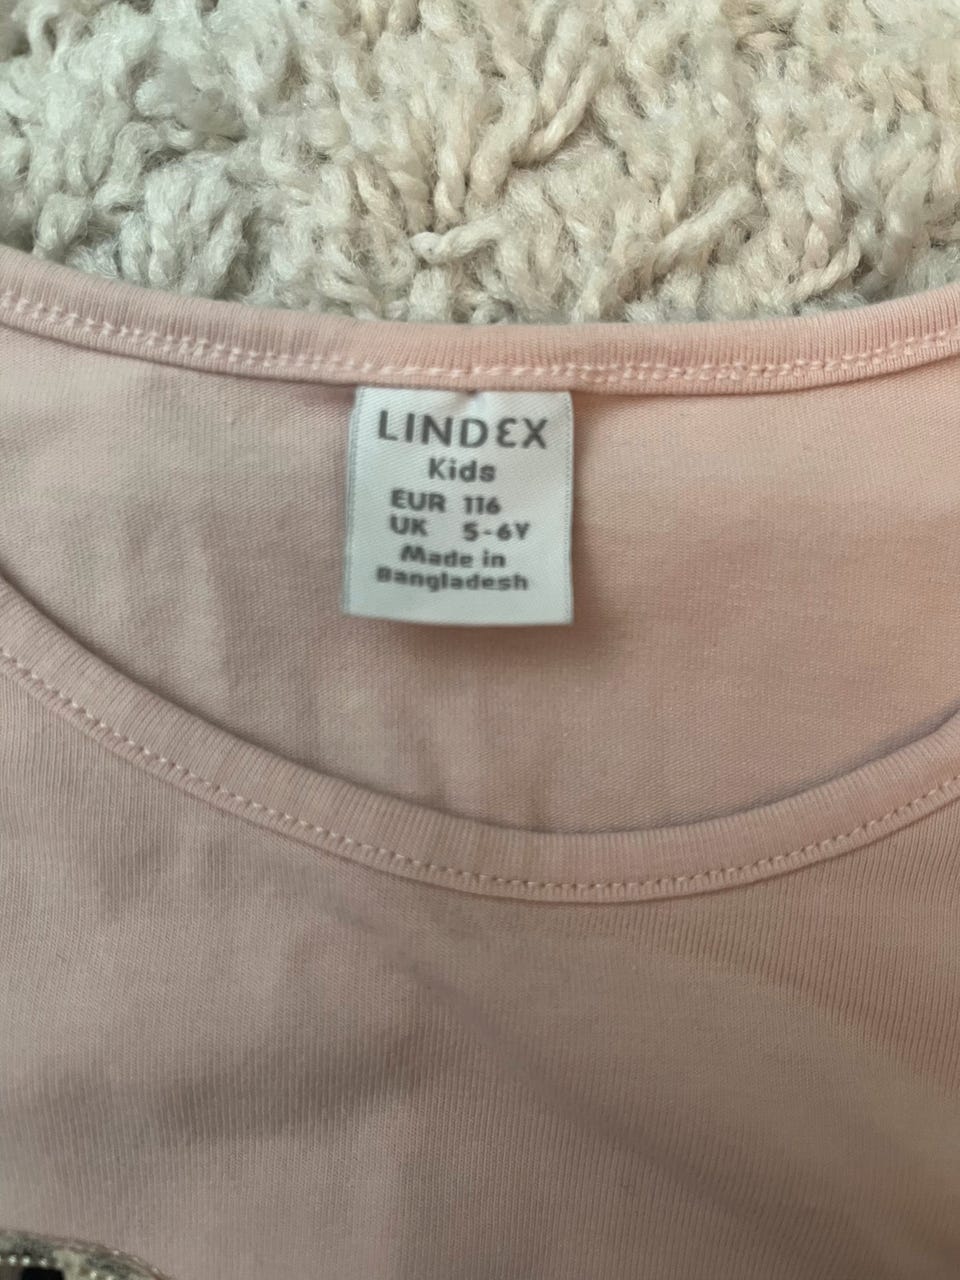 LINDEX
Kids
EUR 116
UK 5-6Y
Made in
Bangladesh